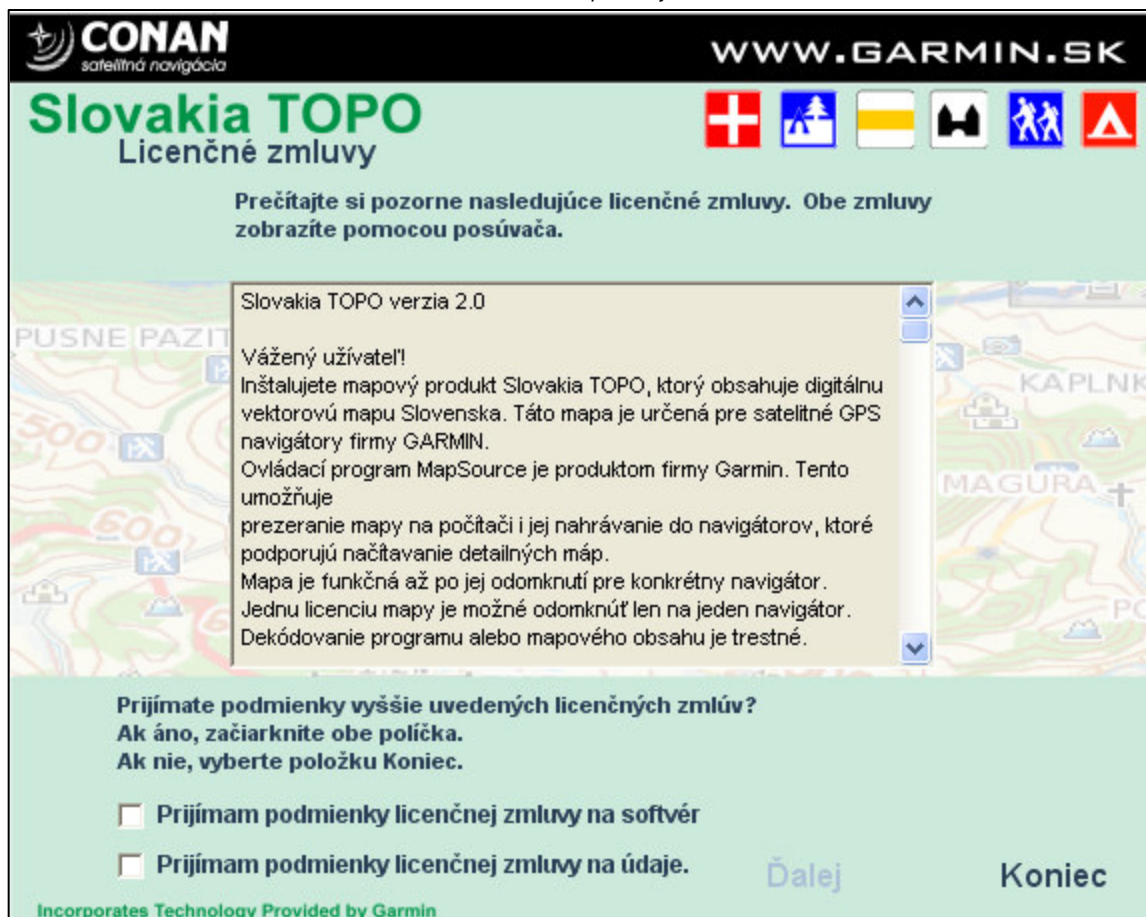 CONAN
satelitná navigácia
WWW.GARMIN.SK
Slovakia TOPO
Licenčné zmluvy
Prečítajte si pozorne nasledujúce licenčné zmluvy. Obe zmluvy
zobrazíte pomocou posúvača.
Slovakia TOPO verzia 2.0
Vážený užívateľ!
Inštalujete mapový produkt Slovakia TOPO, ktorý obsahuje digitálnu
vektorovú mapu Slovenska. Táto mapa je určená pre satelitné GPS
navigátory firmy GARMIN.
Ovládací program MapSource je produktom firmy Garmin. Tento
umožňuje
prezeranie mapy na počítači i jej nahrávanie do navigátorov, ktoré
podporujú načítavanie detailných máp.
Mapa je funkčná až po jej odomknutí pre konkrétny navigátor.
Jednu licenciu mapy je možné odomknúť len na jeden navigátor.
Dekódovanie programu alebo mapového obsahu je trestné.
PUSNE PAZIT
500
600
KAPLNK
MAGURA
Prijímate podmienky vyššie uvedených licenčných zmlúv?
Ak áno, začiarknite obe políčka.
Ak nie, vyberte položku Koniec.
Prijímam podmienky licenčnej zmluvy na softvér
Prijímam podmienky licenčnej zmluvy na údaje.
Ďalej
Koniec
Incorporates Technology Provided by Garmin